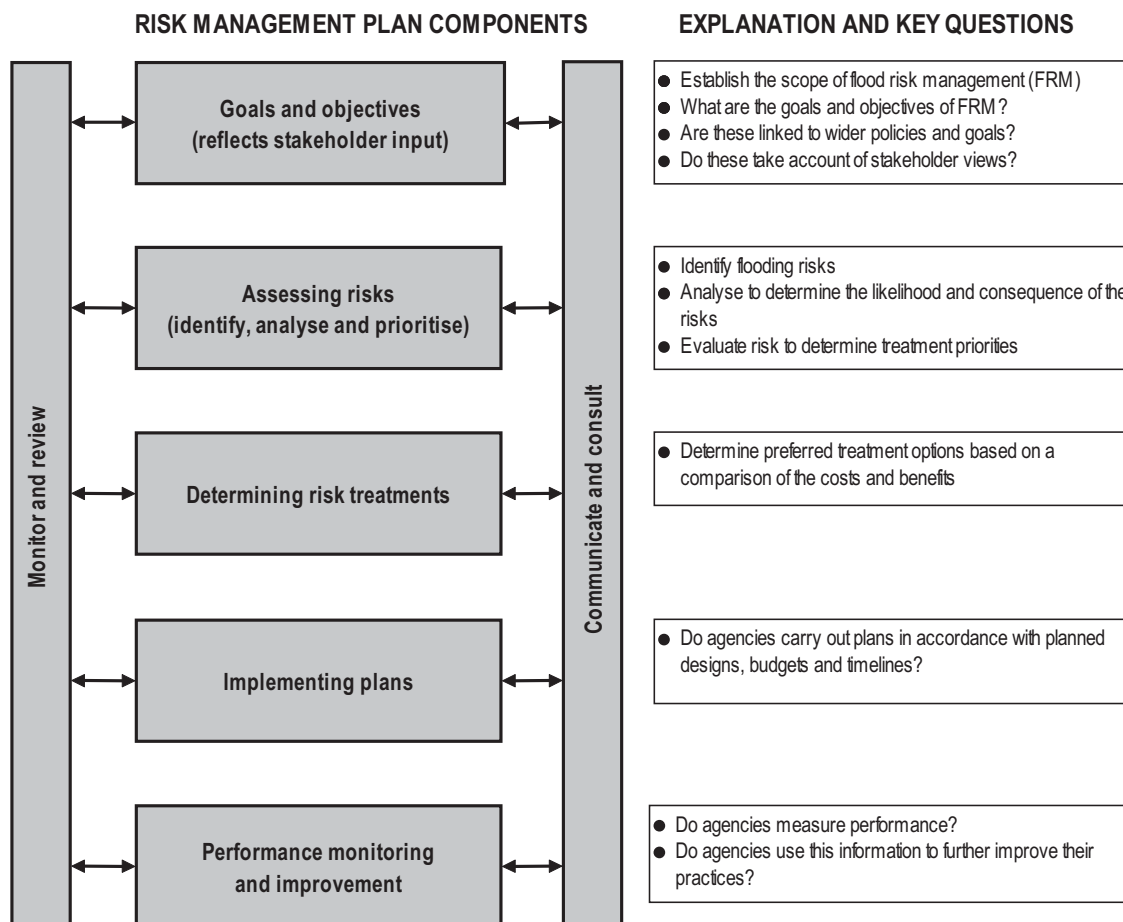 RISK MANAGEMENT PLAN COMPONENTS
EXPLANATION AND KEY QUESTIONS
Monitor and review
Communicate and consult
Goals and objectives
(reflects stakeholder input)
● Establish the scope of flood risk management (FRM)
● What are the goals and objectives of FRM?
● Are these linked to wider policies and goals?
● Do these take account of stakeholder views?
Assessing risks
(identify, analyse and prioritise)
● Identify flooding risks
● Analyse to determine the likelihood and consequence of the
risks
● Evaluate risk to determine treatment priorities
Determining risk treatments
● Determine preferred treatment options based on a
comparison of the costs and benefits
Implementing plans
● Do agencies carry out plans in accordance with planned
designs, budgets and timelines?
Performance monitoring
and improvement
● Do agencies measure performance?
● Do agencies use this information to further improve their
practices?